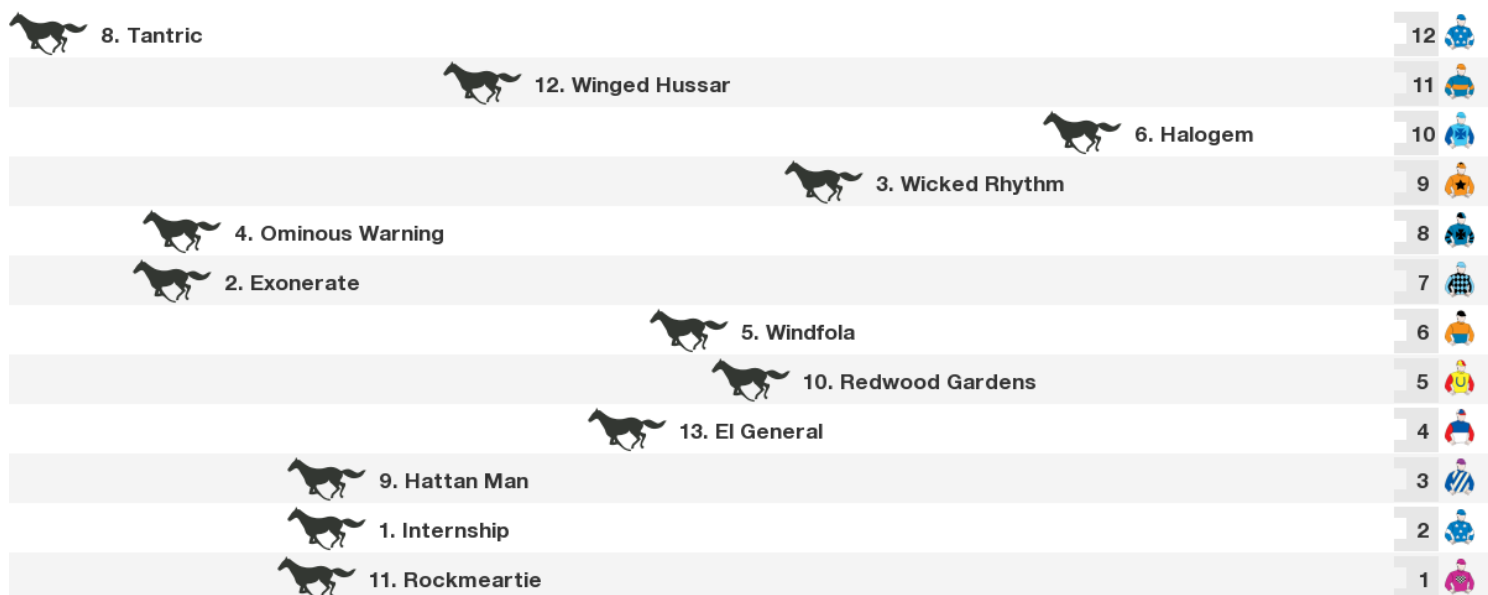 8. Tantric 12
12. Winged Hussar 11
6. Halogem 10
3. Wicked Rhythm 9
4. Ominous Warning 8
2. Exonerate 7
5. Windfola 6
10. Redwood Gardens 5
13. El General 4
9. Hattan Man 3
1. Internship 2
11. Rockmeartie 1